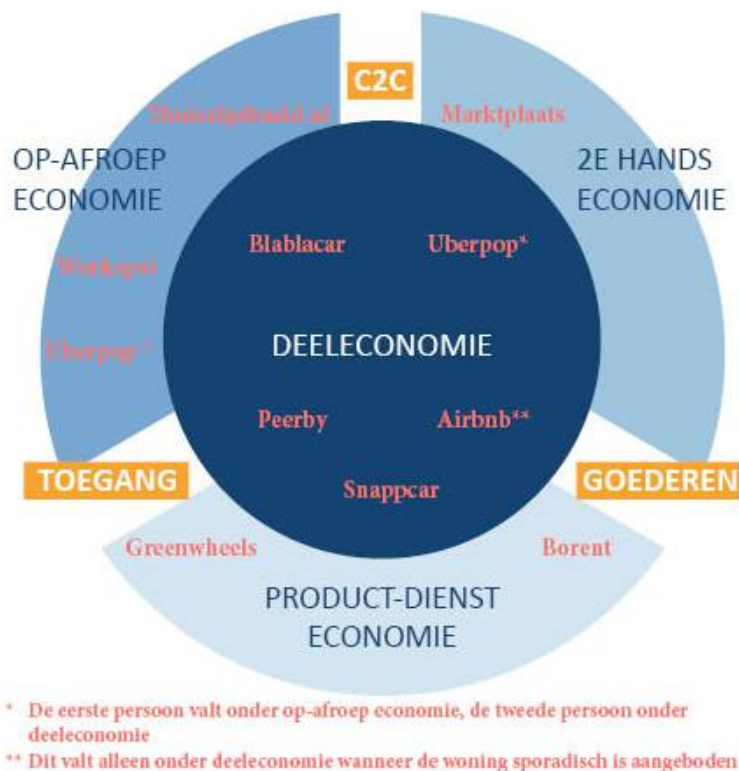 C2C
Thuisafgehaald.nl
Marktplaats
OP-AFROEP
ECONOMIE
2E HANDS
ECONOMIE
Blablacar
Uberpop*
Werkspot
Uberpop*
DEELECONOMIE
Peerby
Airbnb**
TOEGANG
GOEDEREN
Snappcar
Greenwheels
Borent
PRODUCT-DIENST
ECONOMIE
* De eerste persoon valt onder op-afroep economie, de tweede persoon onder
deeleconomie
** Dit valt alleen onder deeleconomie wanneer de woning sporadisch is aangeboden